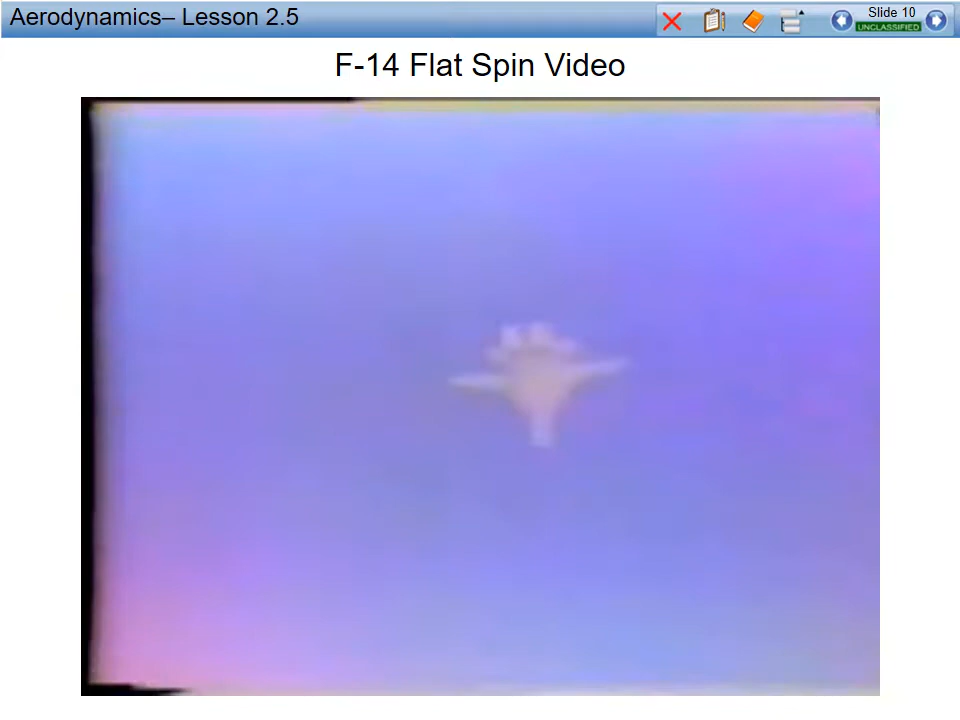 Aerodynamics– Lesson 2.5
Slide 10
UNCLASSIFIED
F-14 Flat Spin Video